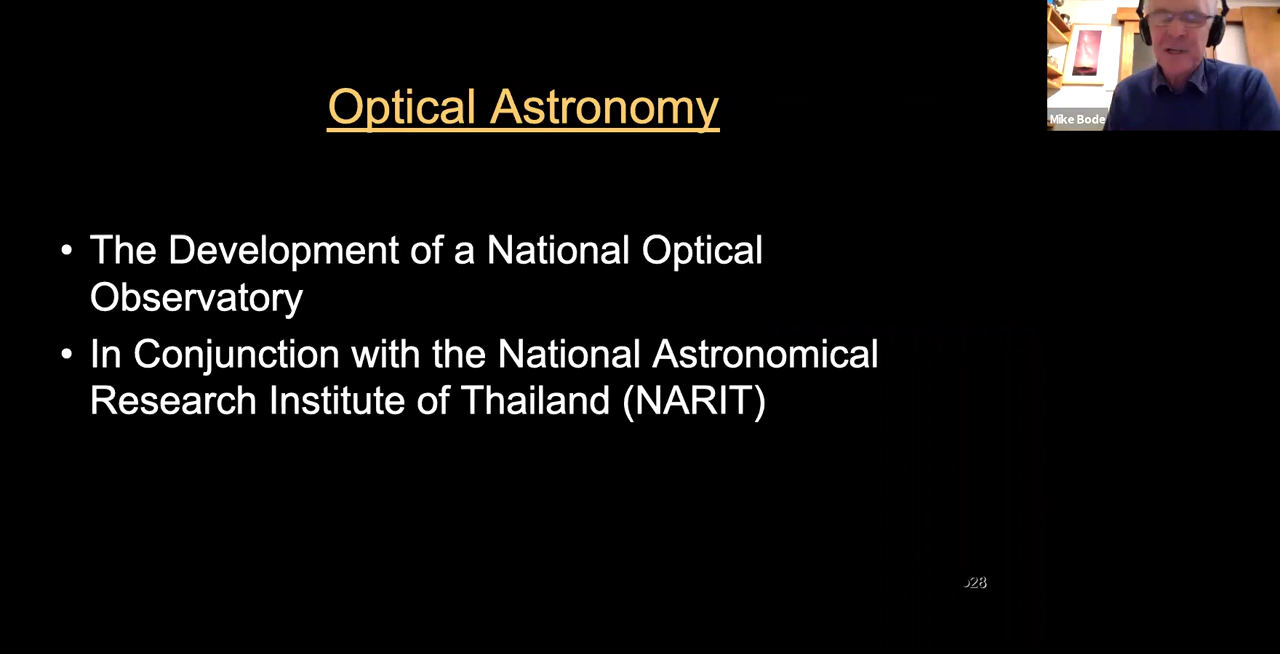 Optical Astronomy
• The Development of a National Optical
Observatory
• In Conjunction with the National Astronomical
Research Institute of Thailand (NARIT)
Mike Bode
28